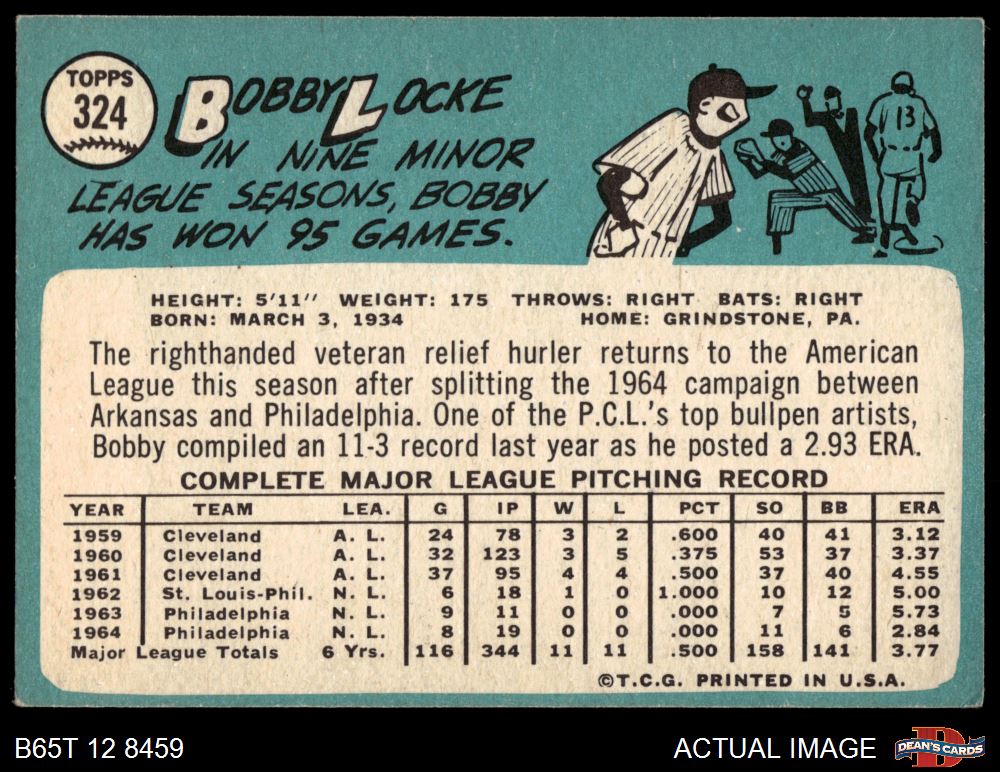 TOPPS
324
BOBBY LOCKE
IN NINE MINOR
LEAGUE SEASONS, BOBBY
HAS WON 95 GAMES.
13
HEIGHT: 5'11" WEIGHT: 175 THROWS: RIGHT BATS: RIGHT
BORN: MARCH 3, 1934 HOME: GRINDSTONE, PA.
The righthanded veteran relief hurler returns to the American
League this season after splitting the 1964 campaign between
Arkansas and Philadelphia. One of the P.C.L.'s top bullpen artists,
Bobby compiled an 11-3 record last year as he posted a 2.93 ERA.
COMPLETE MAJOR LEAGUE PITCHING RECORD
YEAR TEAM LEA. G IP W L PCT SO BB ERA
1959 Cleveland A. L. 24 78 3 2 .600 40 41 3.12
1960 Cleveland A. L. 32 123 3 5 .375 53 37 3.37
1961 Cleveland A. L. 37 95 4 4 .500 37 40 4.55
1962 St. Louis-Phil. N. L. 6 18 1 0 1.000 10 12 5.00
1963 Philadelphia N. L. 9 11 0 0 .000 7 5 5.73
1964 Philadelphia N. L. 8 19 0 0 .000 11 6 2.84
Major League Totals 6 Yrs. 116 344 11 11 .500 158 141 3.77
©T.C.G. PRINTED IN U.S.A.
B65T 12 8459 ACTUAL IMAGE
D
DEAN'S CARDS